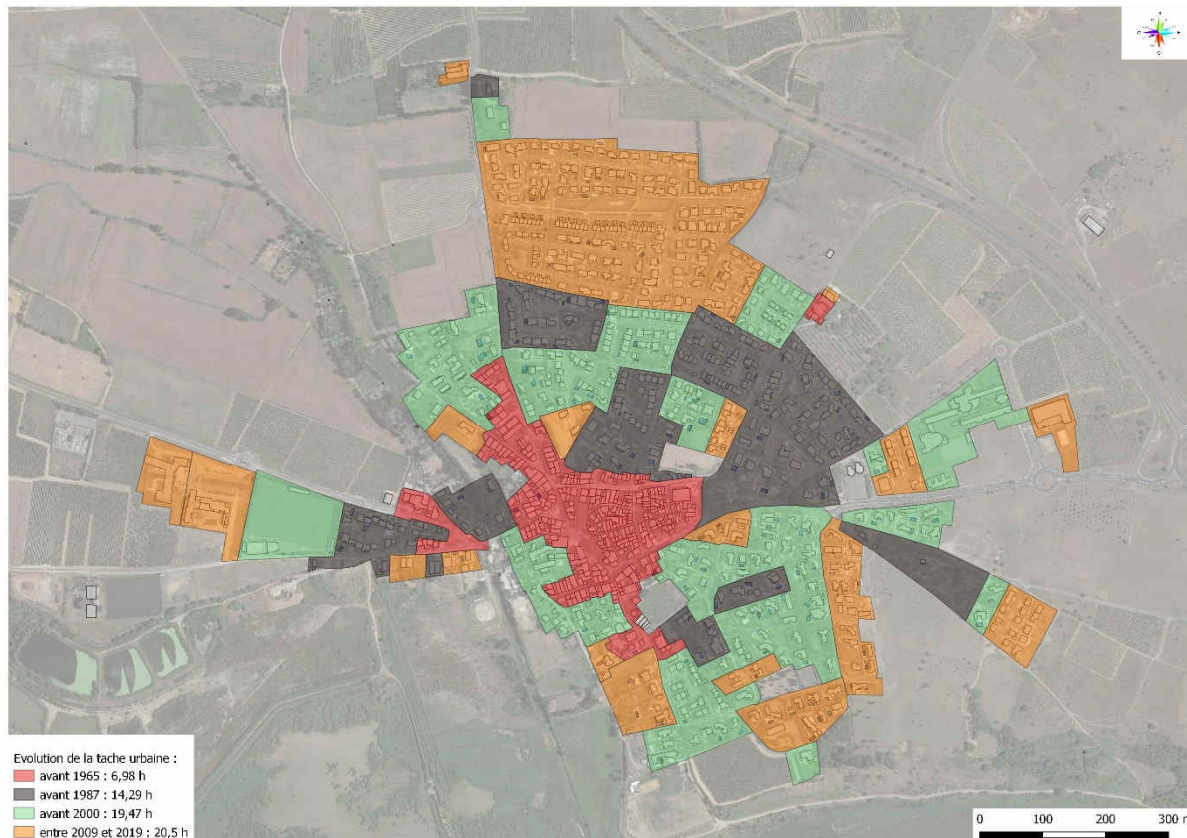 Evolution de la tache urbaine :
avant 1965 : 6,98 h
avant 1987 : 14,29 h
avant 2000 : 19,47 h
entre 2009 et 2019 : 20,5 h
0 100 200 300 m